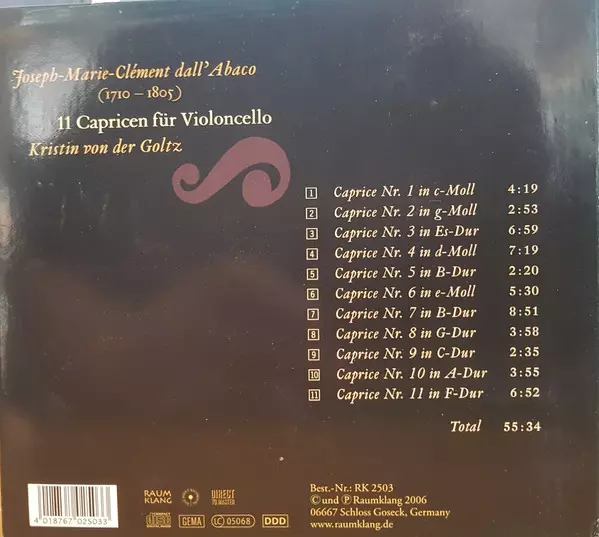 Joseph-Marie-Clément dall'Abaco
(1710 – 1805)
11 Capricen für Violoncello
Kristin von der Goltz
1 Caprice Nr. 1 in c-Moll 4:19
2 Caprice Nr. 2 in g-Moll 2:53
3 Caprice Nr. 3 in Es-Dur 6:59
4 Caprice Nr. 4 in d-Moll 7:19
5 Caprice Nr. 5 in B-Dur 2:20
6 Caprice Nr. 6 in e-Moll 5:30
7 Caprice Nr. 7 in B-Dur 8:51
8 Caprice Nr. 8 in G-Dur 3:58
9 Caprice Nr. 9 in C-Dur 2:35
10 Caprice Nr. 10 in A-Dur 3:55
11 Caprice Nr. 11 in F-Dur 6:52
Total 55:34
RAUM
KLANG
DIRECT
TO MASTER
COMPACT
disc
GEMA
LC 05068
DDD
4 018767 025033
Best.-Nr.: RK 2503
© und ℗ Raumklang 2006
06667 Schloss Goseck, Germany
www.raumklang.de